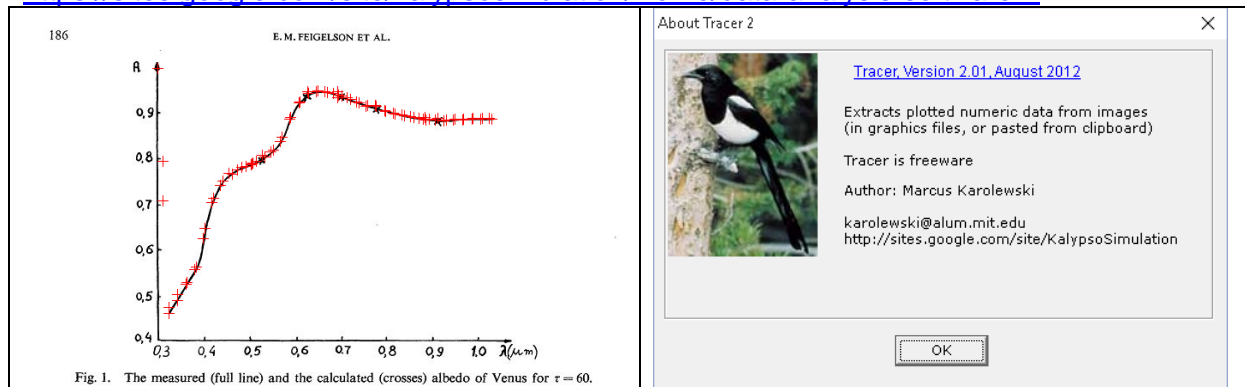 186
E. M. FEIGELSON ET AL.
A
0,9
0,8
0,7
0,6
0,5
0,4
0,3 0,4 0,5 0,6 0,7 0,8 0,9 1.0 λ(μm)
Fig. 1. The measured (full line) and the calculated (crosses) albedo of Venus for τ = 60.
About Tracer 2
Tracer, Version 2.01, August 2012
Extracts plotted numeric data from images
(in graphics files, or pasted from clipboard)
Tracer is freeware
Author: Marcus Karolewski
karolewski@alum.mit.edu
http://sites.google.com/site/KalypsoSimulation
OK